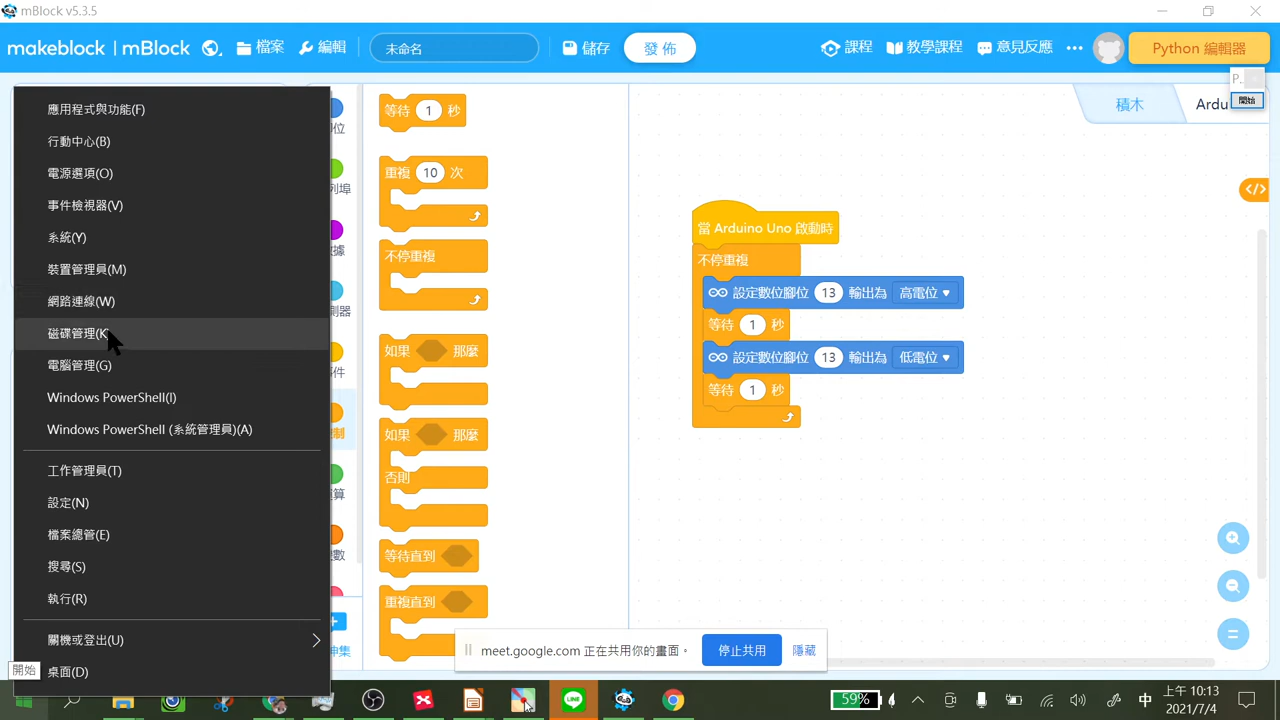 mBlock v5.3.5
makeblock | mBlock
檔案
編輯
未命名
儲存
發佈
課程
教學課程
意見反應
Python 編輯器
P..
開始
應用程式與功能(F)
行動中心(B)
電源選項(O)
事件檢視器(V)
系統(Y)
裝置管理員(M)
網路連線(W)
磁碟管理(K)
電腦管理(G)
Windows PowerShell(I)
Windows PowerShell (系統管理員)(A)
工作管理員(T)
設定(N)
檔案總管(E)
搜尋(S)
執行(R)
關機或登出(U)
桌面(D)
開始
等待 1 秒
重複 10 次
不停重複
如果 那麼
如果 那麼
否則
等待直到
重複直到
積木
Ardu
</>
當 Arduino Uno 啟動時
不停重複
設定數位腳位 13 輸出為 高電位
等待 1 秒
設定數位腳位 13 輸出為 低電位
等待 1 秒
meet.google.com 正在共用你的畫面。
停止共用
隱藏
59%
中
上午 10:13
2021/7/4